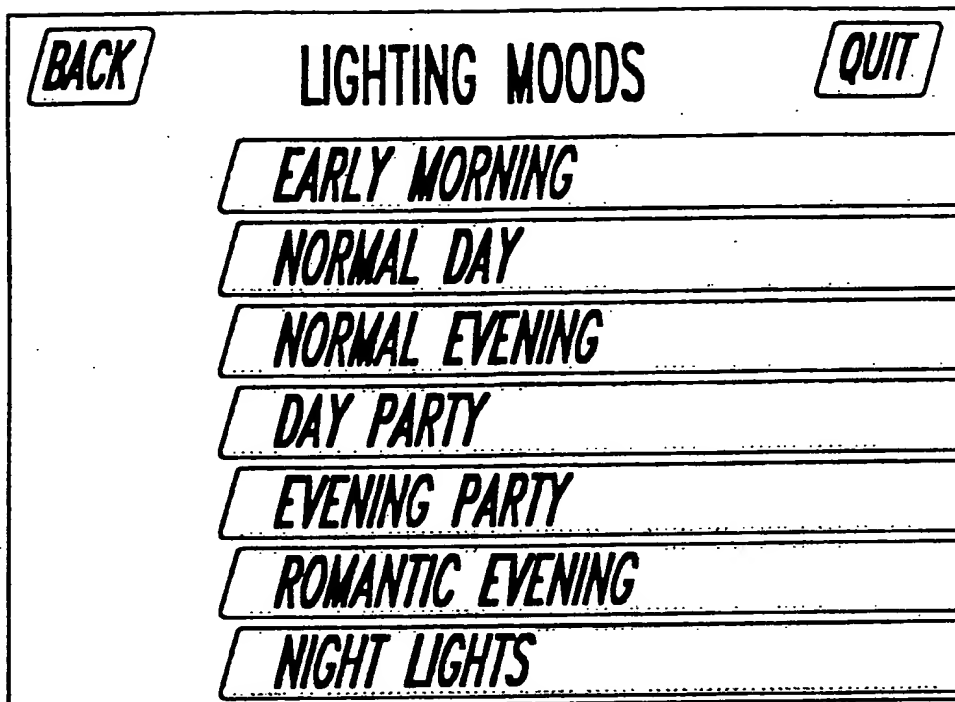 BACK LIGHTING MOODS QUIT
EARLY MORNING
NORMAL DAY
NORMAL EVENING
DAY PARTY
EVENING PARTY
ROMANTIC EVENING
NIGHT LIGHTS